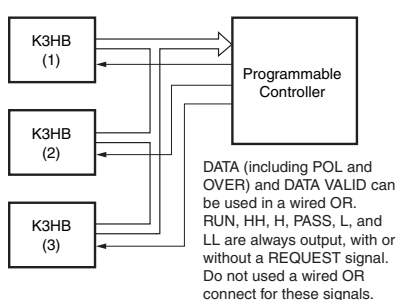 K3HB
(1)
K3HB
(2)
K3HB
(3)
Programmable
Controller
DATA (including POL and
OVER) and DATA VALID can
be used in a wired OR.
RUN, HH, H, PASS, L, and
LL are always output, with or
without a REQUEST signal.
Do not used a wired OR
connect for these signals.